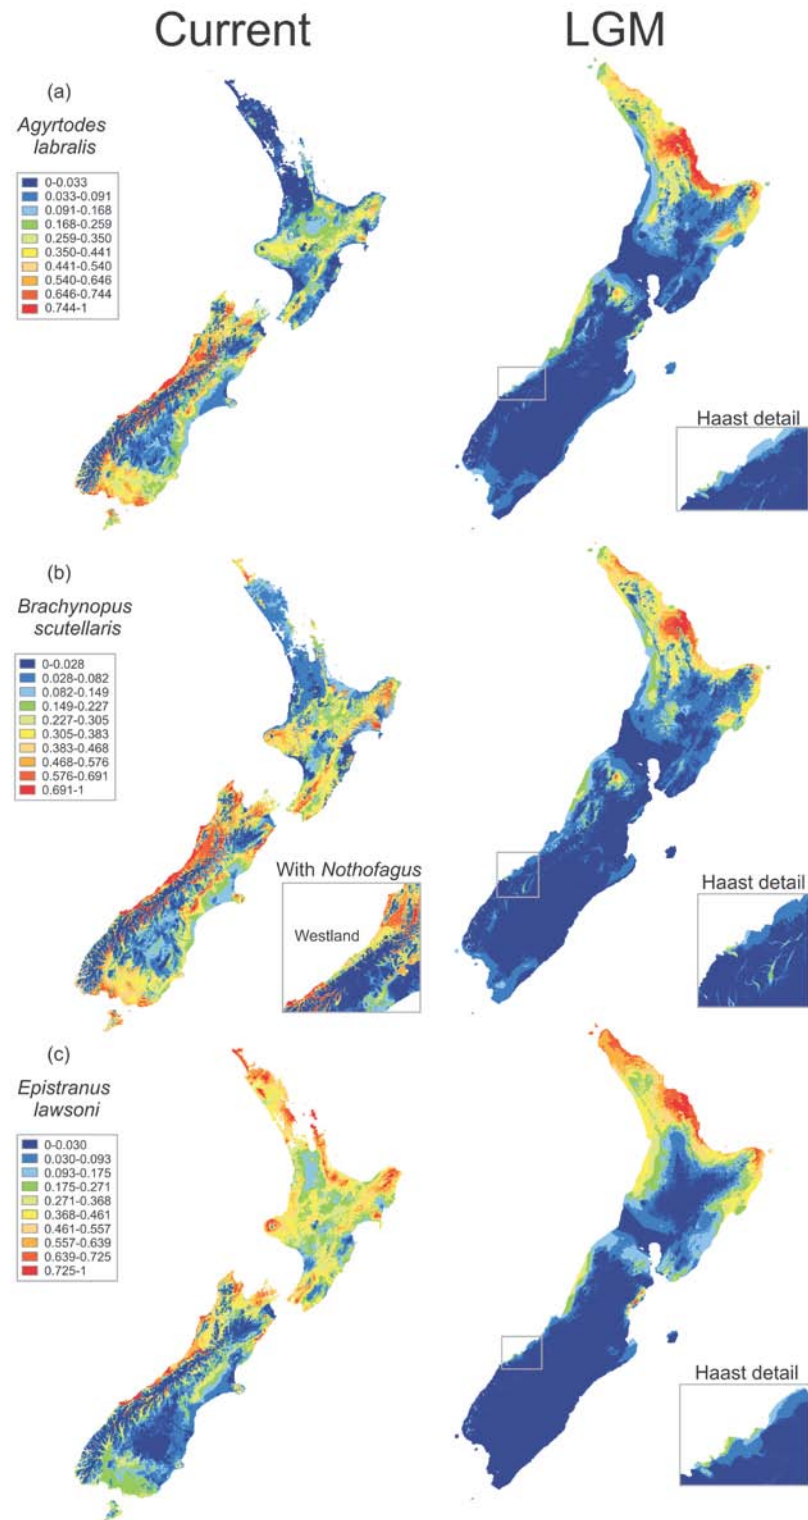 Current LGM
(a)
Agyrtodes
labralis
0-0.033
0.033-0.091
0.091-0.168
0.168-0.259
0.259-0.350
0.350-0.441
0.441-0.540
0.540-0.646
0.646-0.744
0.744-1
Haast detail
(b)
Brachynopus
scutellaris
0-0.028
0.028-0.082
0.082-0.149
0.149-0.227
0.227-0.305
0.305-0.383
0.383-0.468
0.468-0.576
0.576-0.691
0.691-1
With Nothofagus
Westland
Haast detail
(c)
Epistranus
lawsoni
0-0.030
0.030-0.093
0.093-0.175
0.175-0.271
0.271-0.368
0.368-0.461
0.461-0.557
0.557-0.639
0.639-0.725
0.725-1
Haast detail